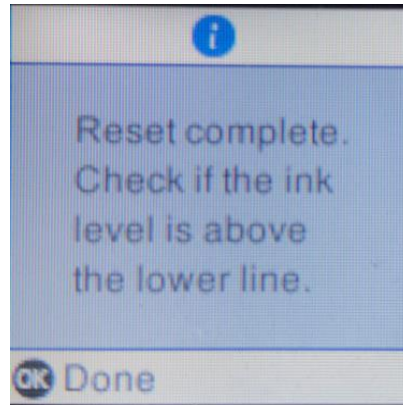 i
Reset complete.
Check if the ink
level is above
the lower line.
OK Done